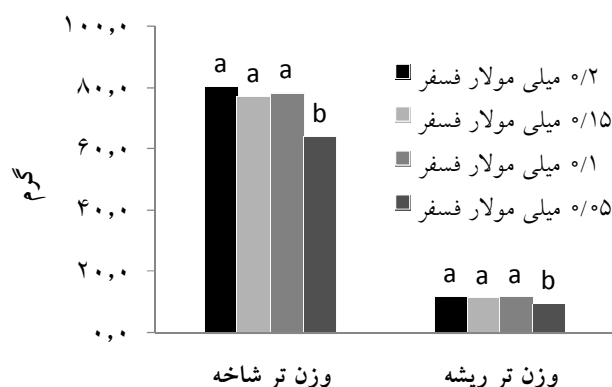 ۱۰۰,۰
۸۰,۰
۶۰,۰
۴۰,۰
۲۰,۰
۰,۰
گرم
a a a b
a a a b
۰/۲ میلی مولار فسفر
۰/۱۵ میلی مولار فسفر
۰/۱ میلی مولار فسفر
۰/۰۵ میلی مولار فسفر
وزن تر شاخه
وزن تر ریشه